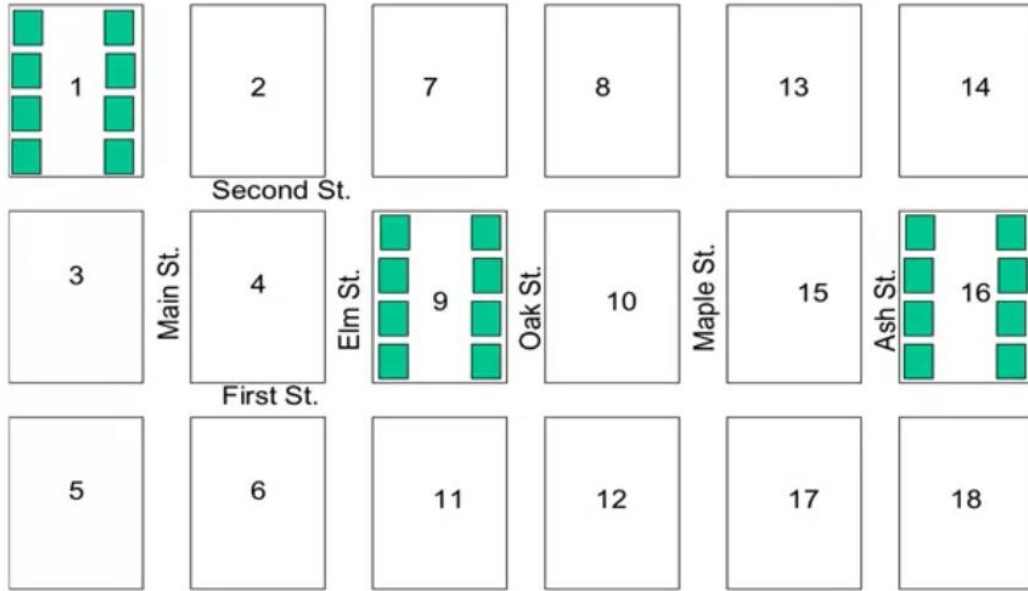 1
2
7
8
13
14
Second St.
3
Main St.
4
Elm St.
9
Oak St.
10
Maple St.
15
Ash St.
16
First St.
5
6
11
12
17
18